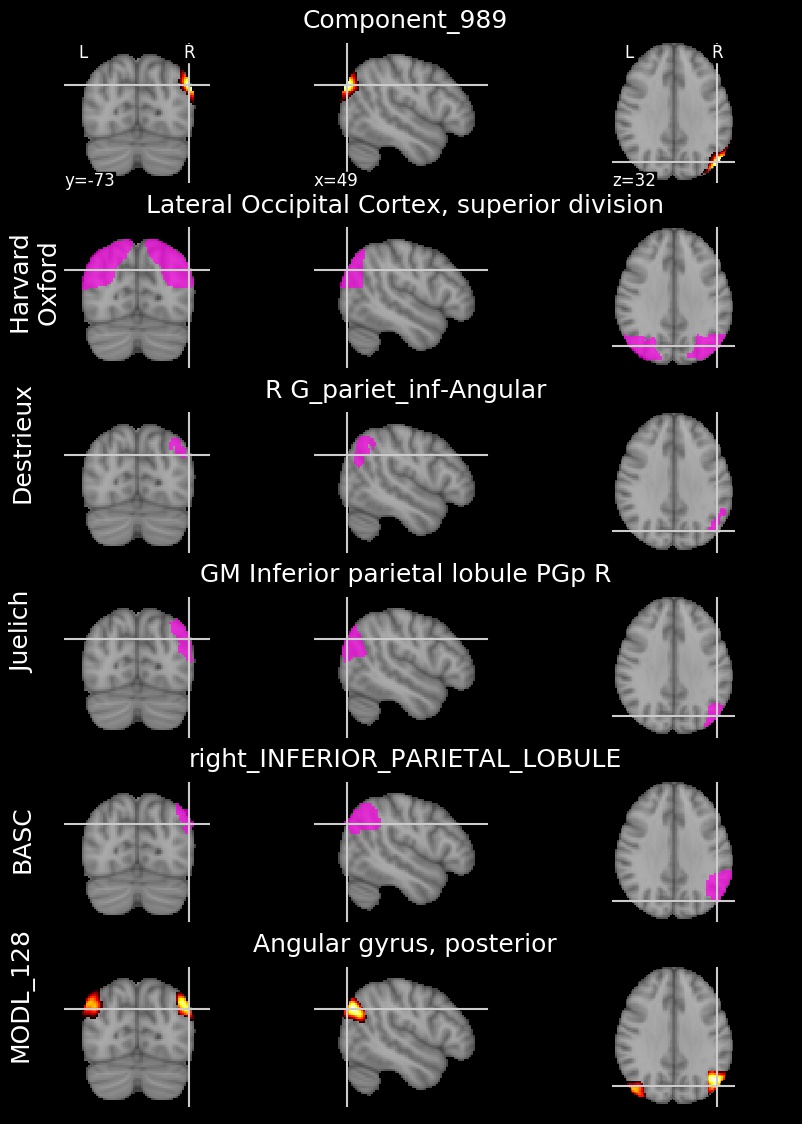 Component_989
L R
L R
y=-73
x=49
z=32
Lateral Occipital Cortex, superior division
Harvard
Oxford
R G_pariet_inf-Angular
Destrieux
GM Inferior parietal lobule PGp R
Juelich
right_INFERIOR_PARIETAL_LOBULE
BASC
Angular gyrus, posterior
MODL_128